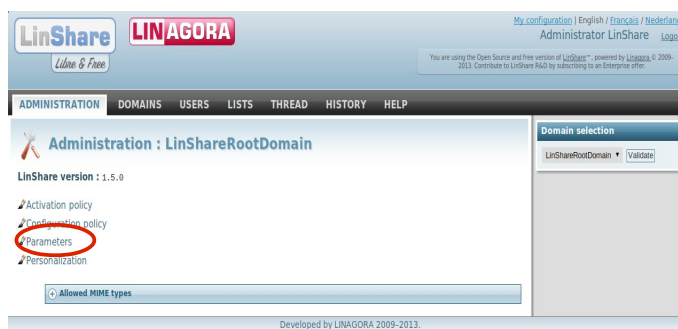 My configuration | English / Français / Nederlan
LinShare
Libre & Free
LINAGORA
Administrator LinShare Logo
You are using the Open Source and free version of LinShare™, powered by Linagora © 2009-
2013. Contribute to LinShare R&D by subscribing to an Enterprise offer.
ADMINISTRATION DOMAINS USERS LISTS THREAD HISTORY HELP
Administration : LinShareRootDomain
Domain selection
LinShareRootDomain Validate
LinShare version : 1.5.0
Activation policy
Configuration policy
Parameters
Personalization
Allowed MIME types
Developed by LINAGORA 2009-2013.